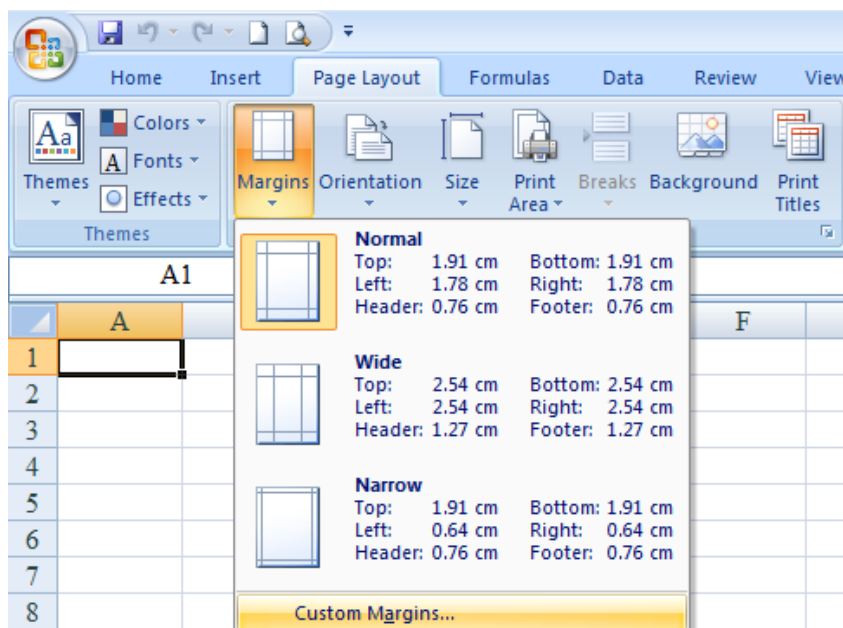 Home Insert Page Layout Formulas Data Review View
Aa Colors
A Fonts
Themes Effects
Margins Orientation Size Print Area Breaks Background Print Titles
Themes
A1
Normal
Top: 1.91 cm Bottom: 1.91 cm
Left: 1.78 cm Right: 1.78 cm
Header: 0.76 cm Footer: 0.76 cm
A F
1
Wide
2 Top: 2.54 cm Bottom: 2.54 cm
Left: 2.54 cm Right: 2.54 cm
3 Header: 1.27 cm Footer: 1.27 cm
4
Narrow
5 Top: 1.91 cm Bottom: 1.91 cm
6 Left: 0.64 cm Right: 0.64 cm
Header: 0.76 cm Footer: 0.76 cm
7
8 Custom Margins...